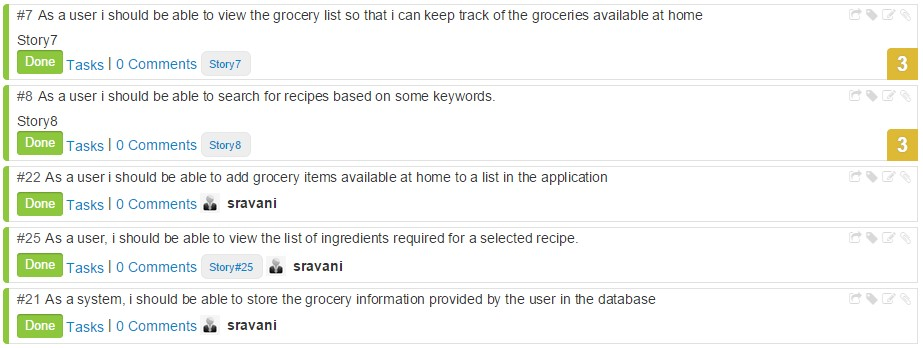 #7 As a user i should be able to view the grocery list so that i can keep track of the groceries available at home
Story7
Done Tasks | 0 Comments Story7 3
#8 As a user i should be able to search for recipes based on some keywords.
Story8
Done Tasks | 0 Comments Story8 3
#22 As a user i should be able to add grocery items available at home to a list in the application
Done Tasks | 0 Comments sravani
#25 As a user, i should be able to view the list of ingredients required for a selected recipe.
Done Tasks | 0 Comments Story#25 sravani
#21 As a system, i should be able to store the grocery information provided by the user in the database
Done Tasks | 0 Comments sravani